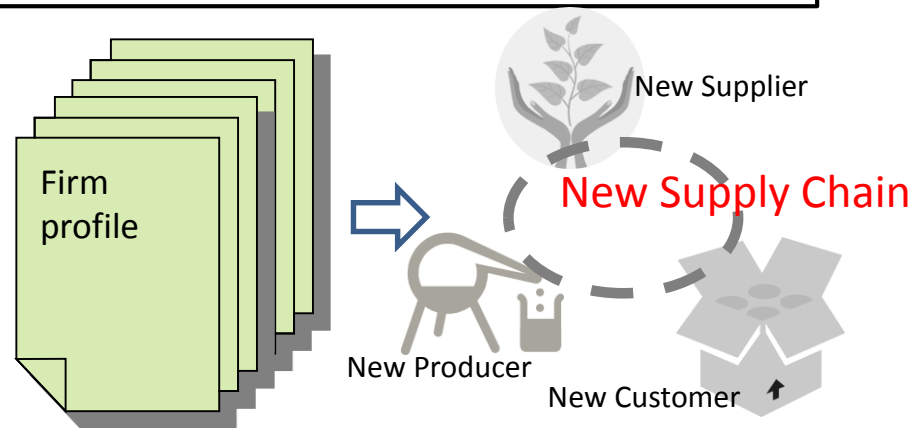 Firm
profile
New Supplier
New Supply Chain
New Producer
New Customer